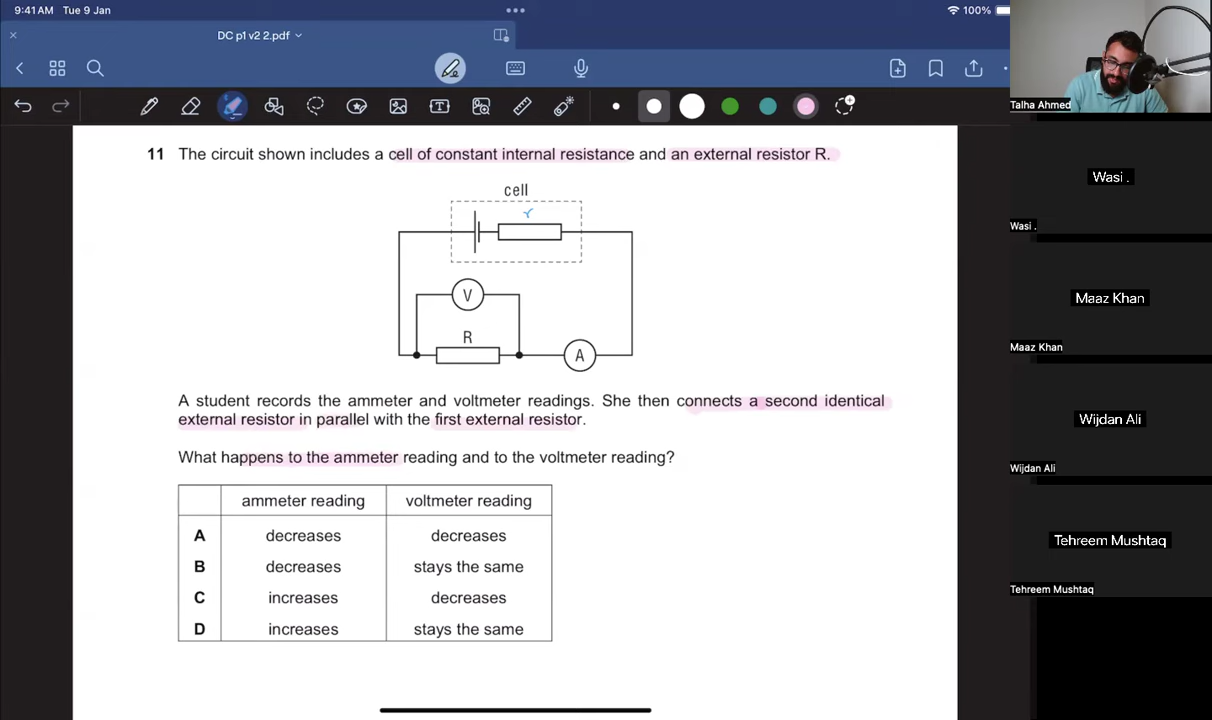 9:41 AM Tue 9 Jan
100%
DC p1 v2 2.pdf
Talha Ahmed
11 The circuit shown includes a cell of constant internal resistance and an external resistor R.
cell
r
V
R
A
A student records the ammeter and voltmeter readings. She then connects a second identical
external resistor in parallel with the first external resistor.
What happens to the ammeter reading and to the voltmeter reading?
ammeter reading voltmeter reading
A decreases decreases
B decreases stays the same
C increases decreases
D increases stays the same
Wasi .
Wasi .
Maaz Khan
Maaz Khan
Wijdan Ali
Wijdan Ali
Tehreem Mushtaq
Tehreem Mushtaq